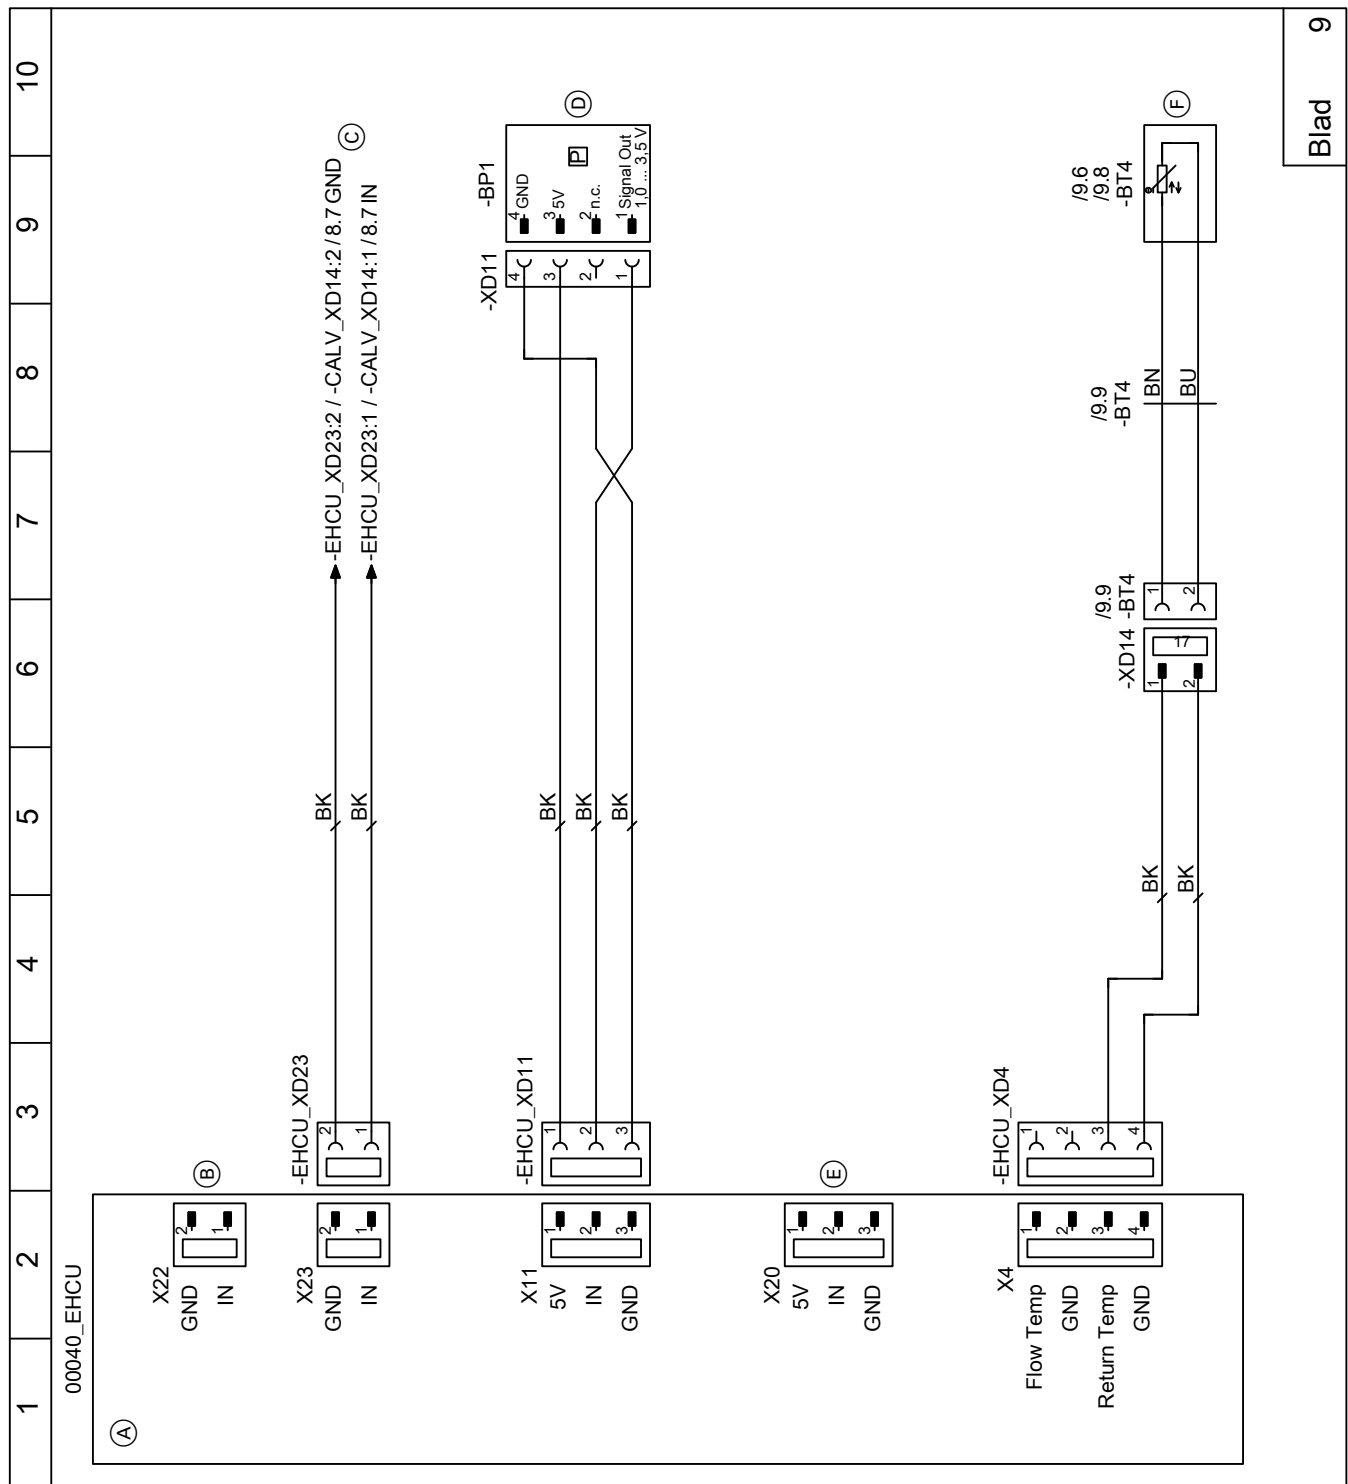 1 2 3 4 5 6 7 8 9 10
00040_EHCU
A
X22
GND
IN
2
1
B
X23
GND
IN
2
1
-EHCU_XD23
2
1
BK
BK
-EHCU_XD23:2 / -CALV_XD14:2 / 8.7 GND
-EHCU_XD23:1 / -CALV_XD14:1 / 8.7 IN
C
X11
5V
IN
GND
1
2
3
-EHCU_XD11
1
2
3
BK
BK
BK
-XD11
4
3
2
1
-BP1
4 GND
3 5V
2 n.c.
1 Signal Out
1,0 ... 3,5 V
P
D
X20
5V
IN
GND
1
2
3
E
X4
Flow Temp
GND
Return Temp
GND
1
2
3
4
-EHCU_XD4
1
2
3
4
BK
BK
-XD14
1
2
17
/9.9
-BT4
1
2
/9.9
-BT4
BN
BU
/9.6
/9.8
-BT4
F
Blad 9